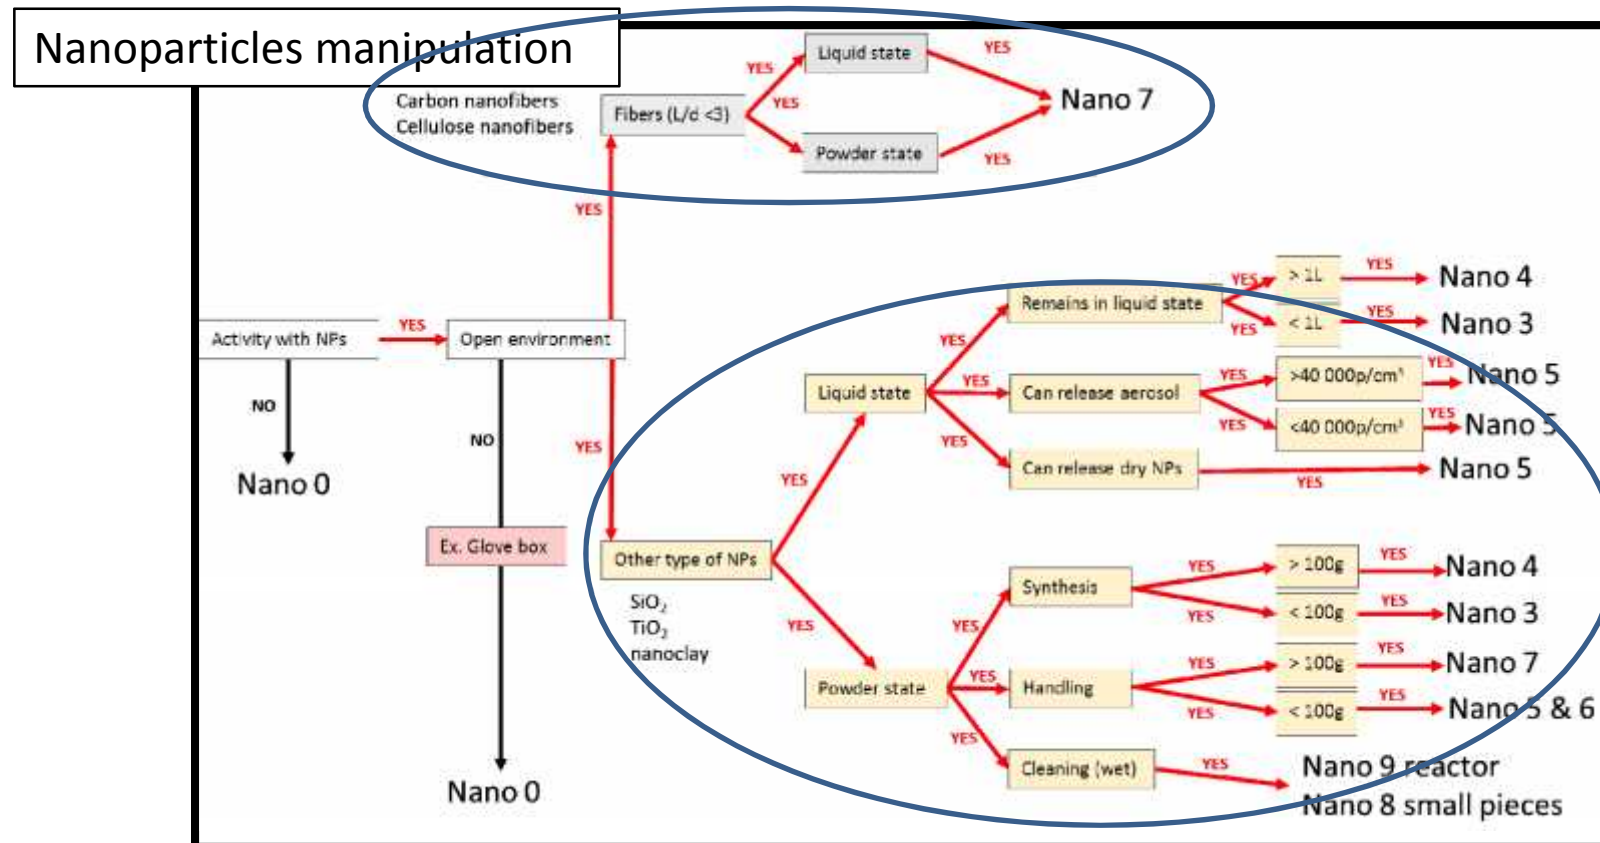 Nanoparticles manipulation
Carbon nanofibers
Cellulose nanofibers
Fibers (L/d <3)
YES
YES
Liquid state
Powder state
YES
YES
Nano 7
YES
Activity with NPs
YES
Open environment
NO
Nano 0
NO
Ex. Glove box
Nano 0
YES
Other type of NPs
SiO₂
TiO₂
nanoclay
YES
YES
Liquid state
YES
YES
YES
Remains in liquid state
YES
YES
> 1L
< 1L
YES
YES
Nano 4
Nano 3
Can release aerosol
YES
YES
>40 000p/cm³
<40 000p/cm³
YES
YES
Nano 5
Nano 5
Can release dry NPs
YES
Nano 5
Powder state
YES
YES
YES
Synthesis
YES
YES
> 100g
< 100g
YES
YES
Nano 4
Nano 3
Handling
YES
YES
> 100g
< 100g
YES
YES
Nano 7
Nano 5 & 6
Cleaning (wet)
YES
Nano 9 reactor
Nano 8 small pieces